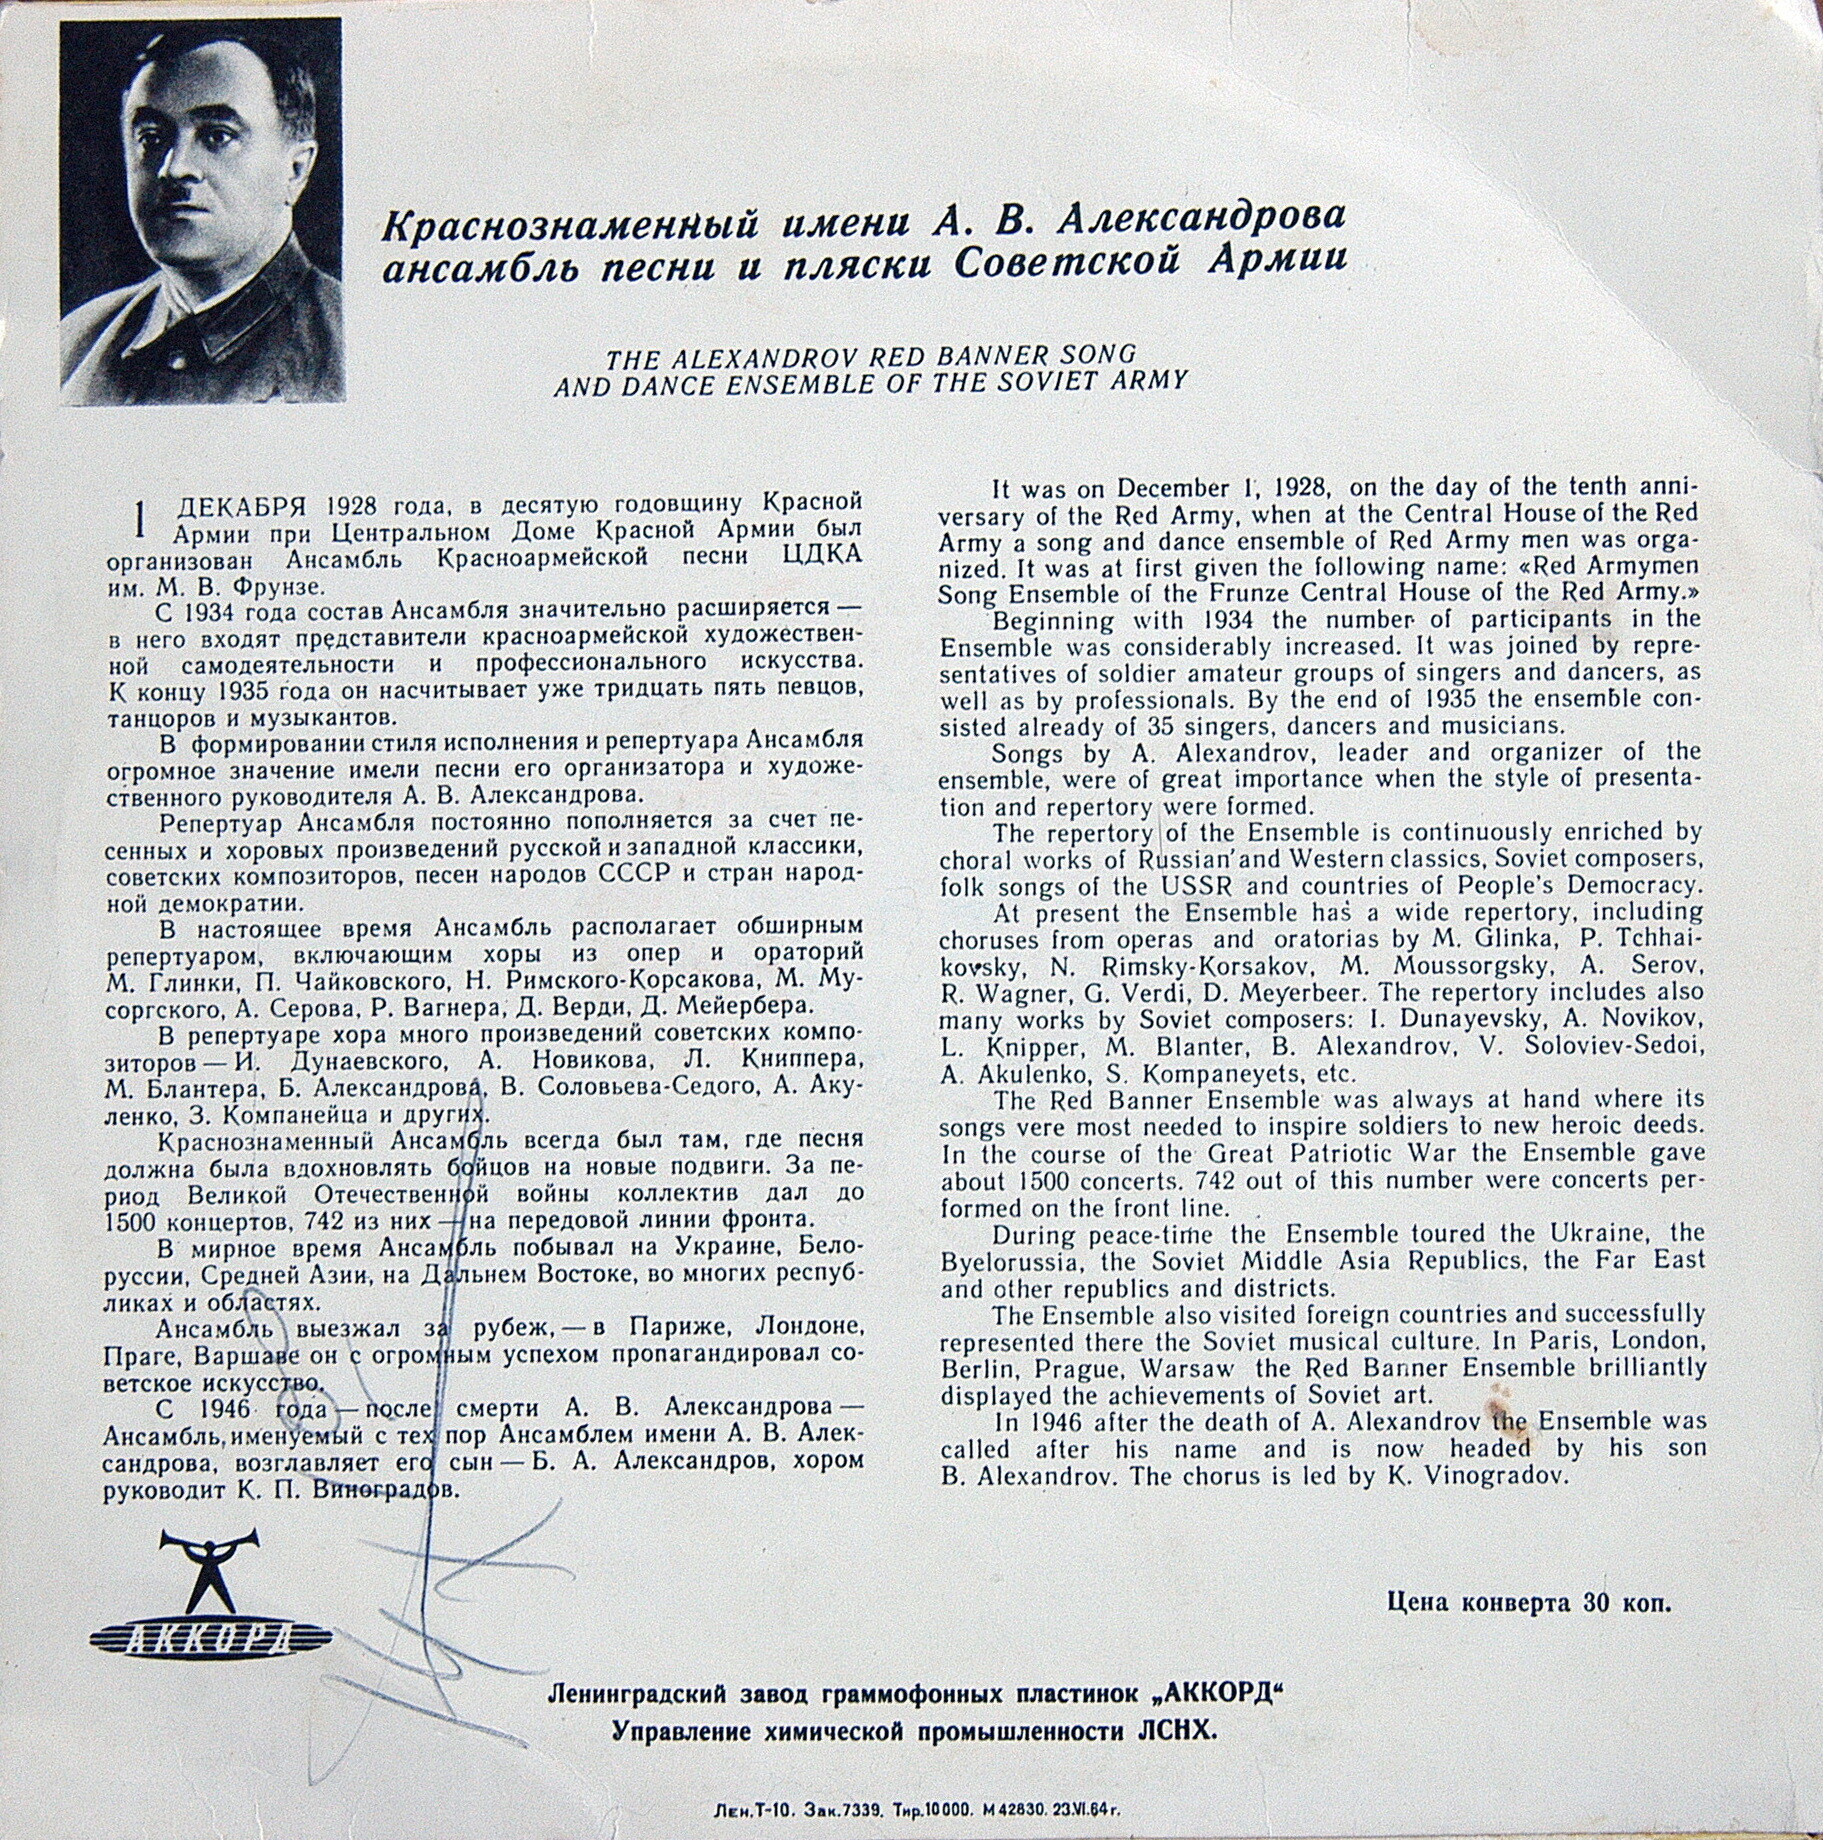 Краснознаменный имени А. В. Александрова
ансамбль песни и пляски Советской Армии
THE ALEXANDROV RED BANNER SONG
AND DANCE ENSEMBLE OF THE SOVIET ARMY
1 ДЕКАБРЯ 1928 года, в десятую годовщину Красной
Армии при Центральном Доме Красной Армии был
организован Ансамбль Красноармейской песни ЦДКА
им. М. В. Фрунзе.
С 1934 года состав Ансамбля значительно расширяется —
в него входят представители красноармейской художествен-
ной самодеятельности и профессионального искусства.
К концу 1935 года он насчитывает уже тридцать пять певцов,
танцоров и музыкантов.
В формировании стиля исполнения и репертуара Ансамбля
огромное значение имели песни его организатора и художе-
ственного руководителя А. В. Александрова.
Репертуар Ансамбля постоянно пополняется за счет пе-
сенных и хоровых произведений русской и западной классики,
советских композиторов, песен народов СССР и стран народ-
ной демократии.
В настоящее время Ансамбль располагает обширным
репертуаром, включающим хоры из опер и ораторий
М. Глинки, П. Чайковского, Н. Римского-Корсакова, М. Му-
соргского, А. Серова, Р. Вагнера, Д. Верди, Д. Мейербера.
В репертуаре хора много произведений советских компо-
зиторов — И. Дунаевского, А. Новикова, Л. Книппера,
М. Блантера, Б. Александрова, В. Соловьева-Седого, А. Аку-
ленко, З. Компанейца и других.
Краснознаменный Ансамбль всегда был там, где песня
должна была вдохновлять бойцов на новые подвиги. За пе-
риод Великой Отечественной войны коллектив дал до
1500 концертов, 742 из них — на передовой линии фронта.
В мирное время Ансамбль побывал на Украине, Бело-
руссии, Средней Азии, на Дальнем Востоке, во многих респуб-
ликах и областях.
Ансамбль выезжал за рубеж, — в Париже, Лондоне,
Праге, Варшаве он с огромным успехом пропагандировал со-
ветское искусство.
С 1946 года — после смерти А. В. Александрова —
Ансамбль, именуемый с тех пор Ансамблем имени А. В. Алек-
сандрова, возглавляет его сын — Б. А. Александров, хором
руководит К. П. Виноградов.
It was on December 1, 1928, on the day of the tenth anni-
versary of the Red Army, when at the Central House of the Red
Army a song and dance ensemble of Red Army men was orga-
nized. It was at first given the following name: «Red Armymen
Song Ensemble of the Frunze Central House of the Red Army.»
Beginning with 1934 the number of participants in the
Ensemble was considerably increased. It was joined by repre-
sentatives of soldier amateur groups of singers and dancers, as
well as by professionals. By the end of 1935 the ensemble con-
sisted already of 35 singers, dancers and musicians.
Songs by A. Alexandrov, leader and organizer of the
ensemble, were of great importance when the style of presenta-
tion and repertory were formed.
The repertory of the Ensemble is continuously enriched by
choral works of Russian and Western classics, Soviet composers,
folk songs of the USSR and countries of People's Democracy.
At present the Ensemble has a wide repertory, including
choruses from operas and oratorias by M. Glinka, P. Tchhai-
kovsky, N. Rimsky-Korsakov, M. Moussorgsky, A. Serov,
R. Wagner, G. Verdi, D. Meyerbeer. The repertory includes also
many works by Soviet composers: I. Dunayevsky, A. Novikov,
L. Knipper, M. Blanter, B. Alexandrov, V. Soloviev-Sedoi,
A. Akulenko, S. Kompaneyets, etc.
The Red Banner Ensemble was always at hand where its
songs vere most needed to inspire soldiers to new heroic deeds.
In the course of the Great Patriotic War the Ensemble gave
about 1500 concerts. 742 out of this number were concerts per-
formed on the front line.
During peace-time the Ensemble toured the Ukraine, the
Byelorussia, the Soviet Middle Asia Republics, the Far East
and other republics and districts.
The Ensemble also visited foreign countries and successfully
represented there the Soviet musical culture. In Paris, London,
Berlin, Prague, Warsaw the Red Banner Ensemble brilliantly
displayed the achievements of Soviet art.
In 1946 after the death of A. Alexandrov the Ensemble was
called after his name and is now headed by his son
B. Alexandrov. The chorus is led by K. Vinogradov.
АККОРД
Цена конверта 30 коп.
Ленинградский завод граммофонных пластинок „АККОРД“
Управление химической промышленности ЛСНХ.
Лен. Т-10. Зак. 7339. Тир. 10000. М 42830. 23.VI.64 г.